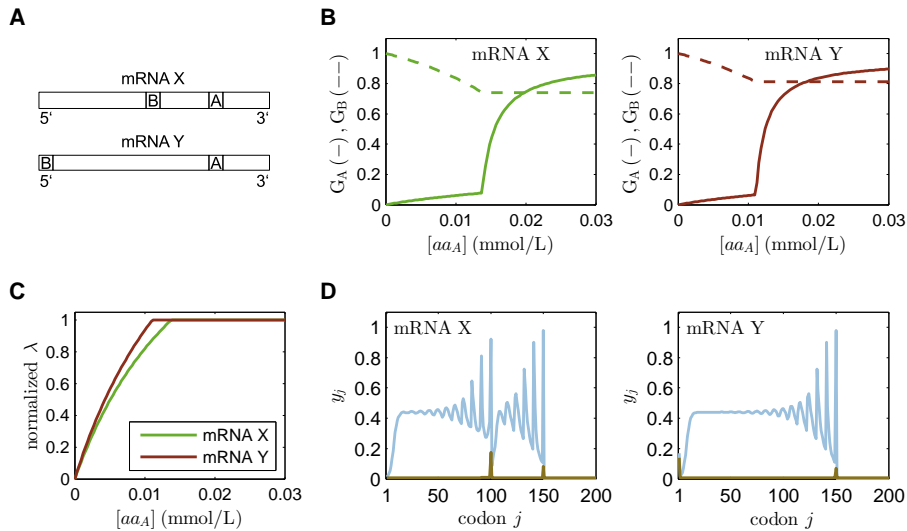 A
mRNA X
B A
5‘ 3‘
mRNA Y
B A
5‘ 3‘
B
mRNA X
G_A (−) , G_B (−−)
1
0.8
0.6
0.4
0.2
0
0 0.01 0.02 0.03
[aa_A] (mmol/L)
mRNA Y
G_A (−) , G_B (−−)
1
0.8
0.6
0.4
0.2
0
0 0.01 0.02 0.03
[aa_A] (mmol/L)
C
normalized λ
1
0.8
0.6
0.4
0.2
0
mRNA X
mRNA Y
0 0.01 0.02 0.03
[aa_A] (mmol/L)
D
mRNA X
y_j
1
0.8
0.6
0.4
0.2
0
1 50 100 150 200
codon j
mRNA Y
y_j
1
0.8
0.6
0.4
0.2
0
1 50 100 150 200
codon j